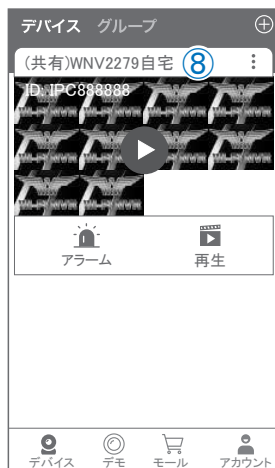 デバイス グループ
(共有)WNV2279自宅 ⑧
ID: IPC888888
アラーム 再生
デバイス デモ モール アカウント